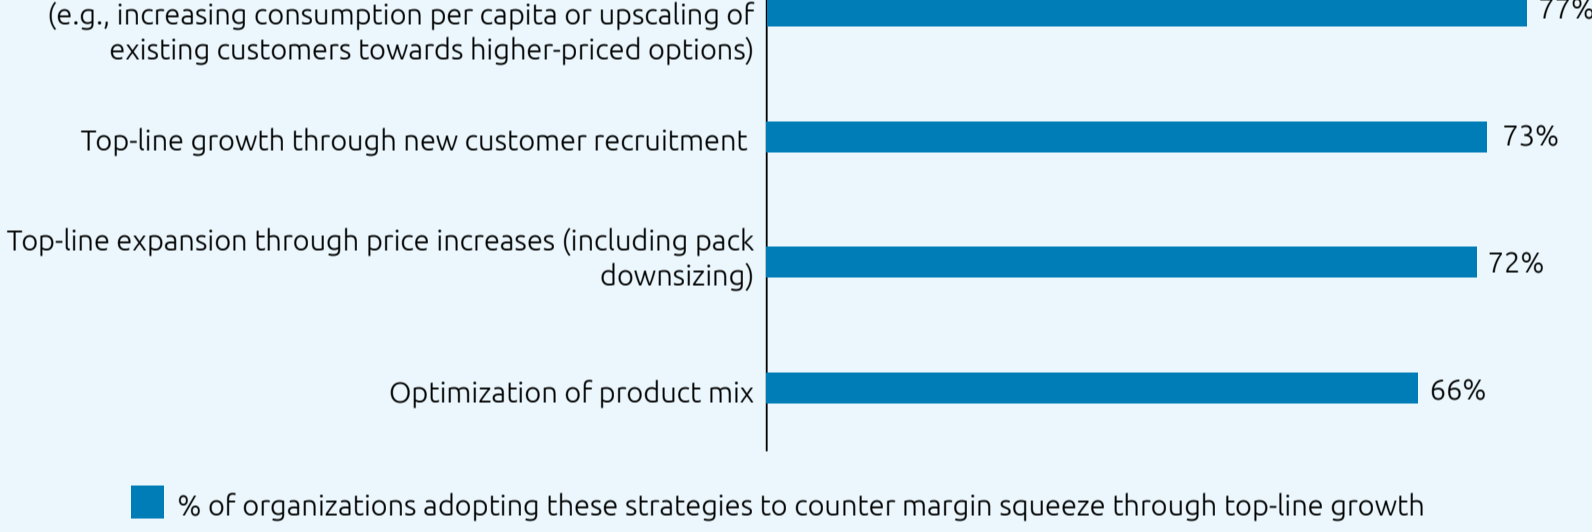 (e.g., increasing consumption per capita or upscaling of
existing customers towards higher-priced options)
77%
Top-line growth through new customer recruitment
73%
Top-line expansion through price increases (including pack
downsizing)
72%
Optimization of product mix
66%
% of organizations adopting these strategies to counter margin squeeze through top-line growth